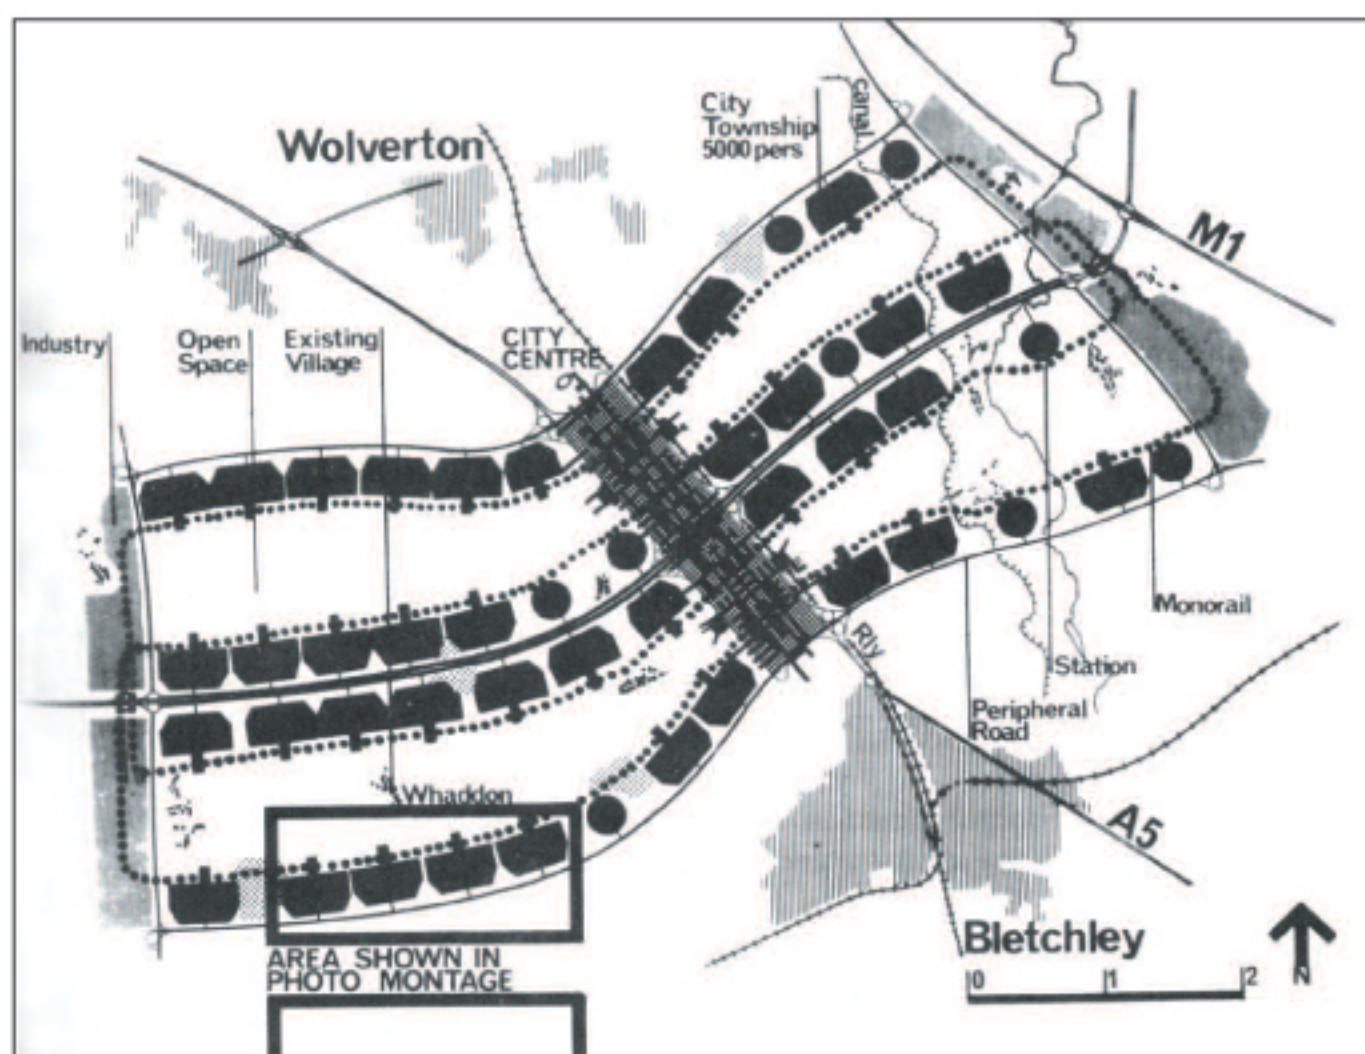 Wolverton
City
Township
5000 pers
canal
M1
Industry
Open
Space
Existing
Village
CITY
CENTRE
Monorail
Rly
Station
Peripheral
Road
Whaddon
A5
AREA SHOWN IN
PHOTO MONTAGE
Bletchley
0 1 2
N